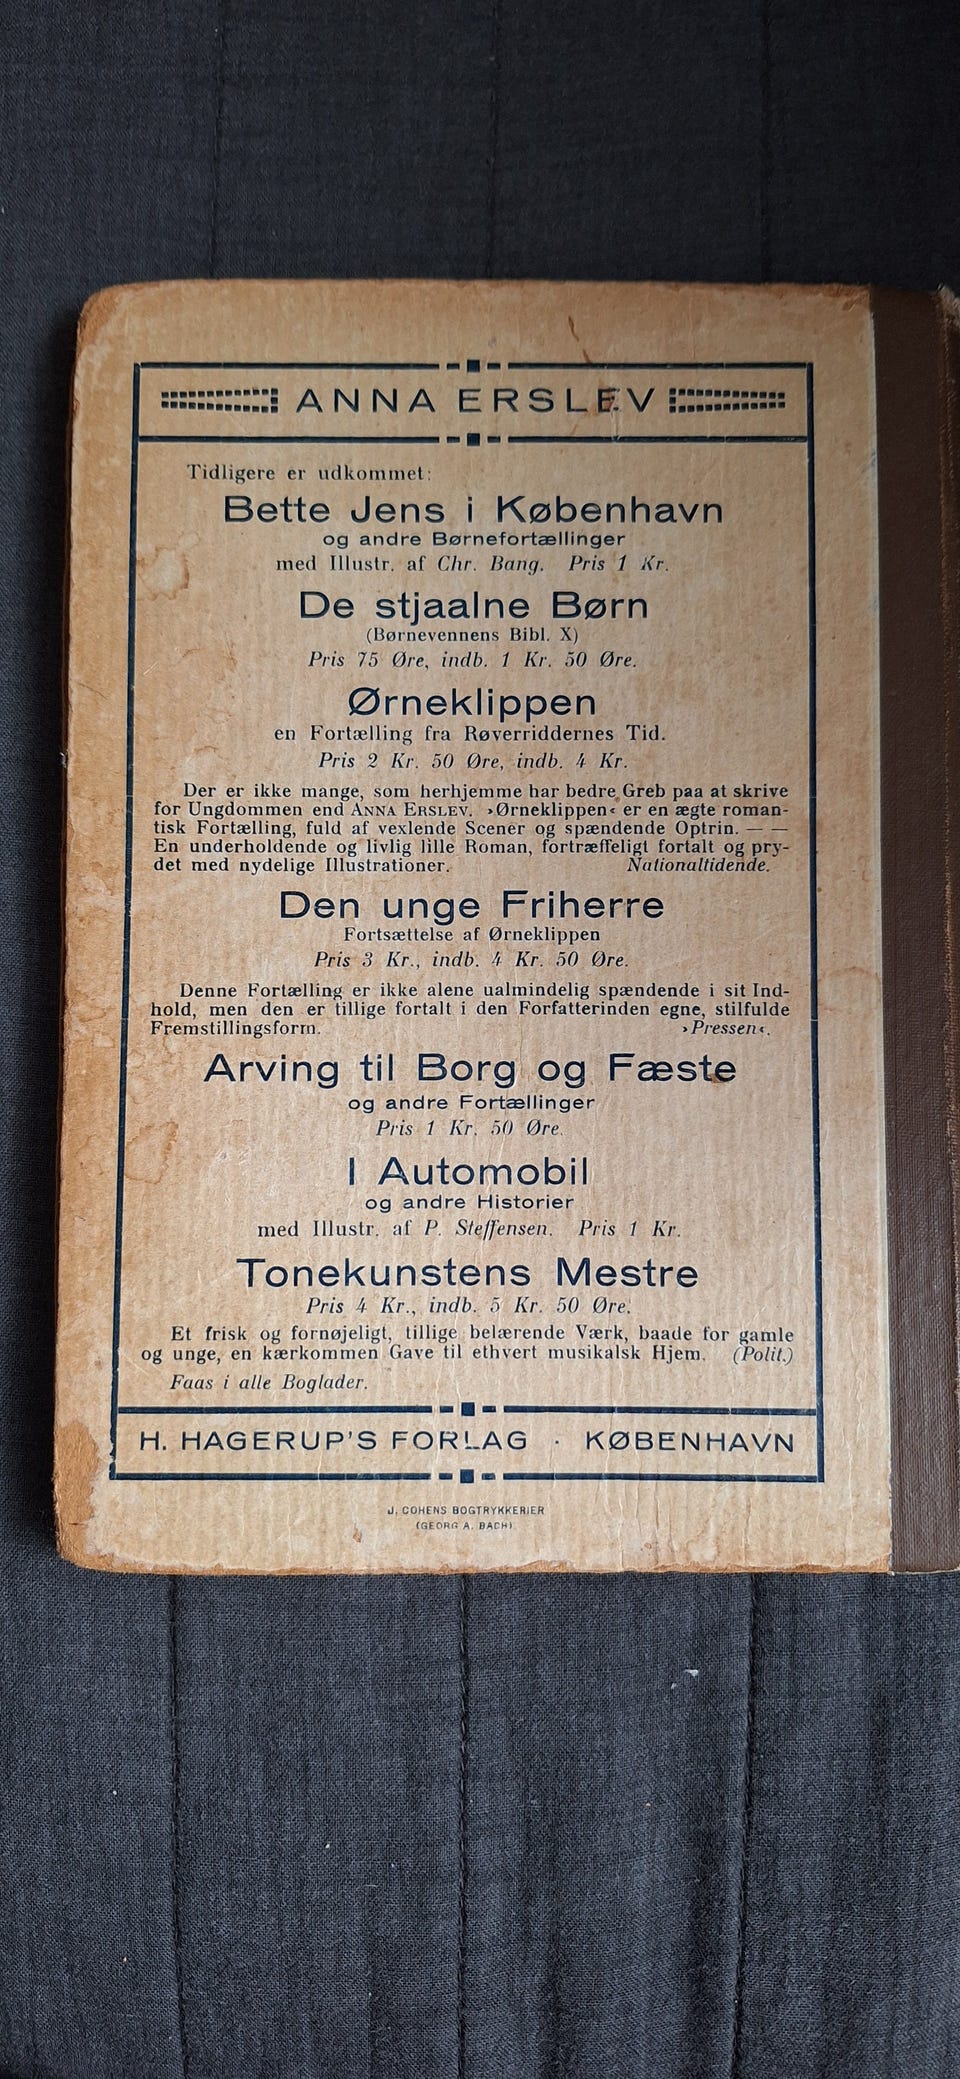 ANNA ERSLEV
Tidligere er udkommet:
Bette Jens i København
og andre Børnefortællinger
med Illustr. af Chr. Bang. Pris 1 Kr.
De stjaalne Børn
(Børnevennens Bibl. X)
Pris 75 Øre, indb. 1 Kr. 50 Øre.
Ørneklippen
en Fortælling fra Røverriddernes Tid.
Pris 2 Kr. 50 Øre, indb. 4 Kr.
Der er ikke mange, som herhjemme har bedre Greb paa at skrive
for Ungdommen end ANNA ERSLEV. ›Ørneklippen‹ er en ægte roman-
tisk Fortælling, fuld af vexlende Scener og spændende Optrin. — —
En underholdende og livlig lille Roman, fortræffeligt fortalt og pry-
det med nydelige Illustrationer. Nationaltidende.
Den unge Friherre
Fortsættelse af Ørneklippen
Pris 3 Kr., indb. 4 Kr. 50 Øre.
Denne Fortælling er ikke alene ualmindelig spændende i sit Ind-
hold, men den er tillige fortalt i den Forfatterinden egne, stilfulde
Fremstillingsform. ›Pressen‹.
Arving til Borg og Fæste
og andre Fortællinger
Pris 1 Kr. 50 Øre.
I Automobil
og andre Historier
med Illustr. af P. Steffensen. Pris 1 Kr.
Tonekunstens Mestre
Pris 4 Kr., indb. 5 Kr. 50 Øre.
Et frisk og fornøjeligt, tillige belærende Værk, baade for gamle
og unge, en kærkommen Gave til ethvert musikalsk Hjem. (Polit.)
Faas i alle Boglader.
H. HAGERUP'S FORLAG · KØBENHAVN
J. COHENS BOGTRYKKERIER
(GEORG A. BACH)